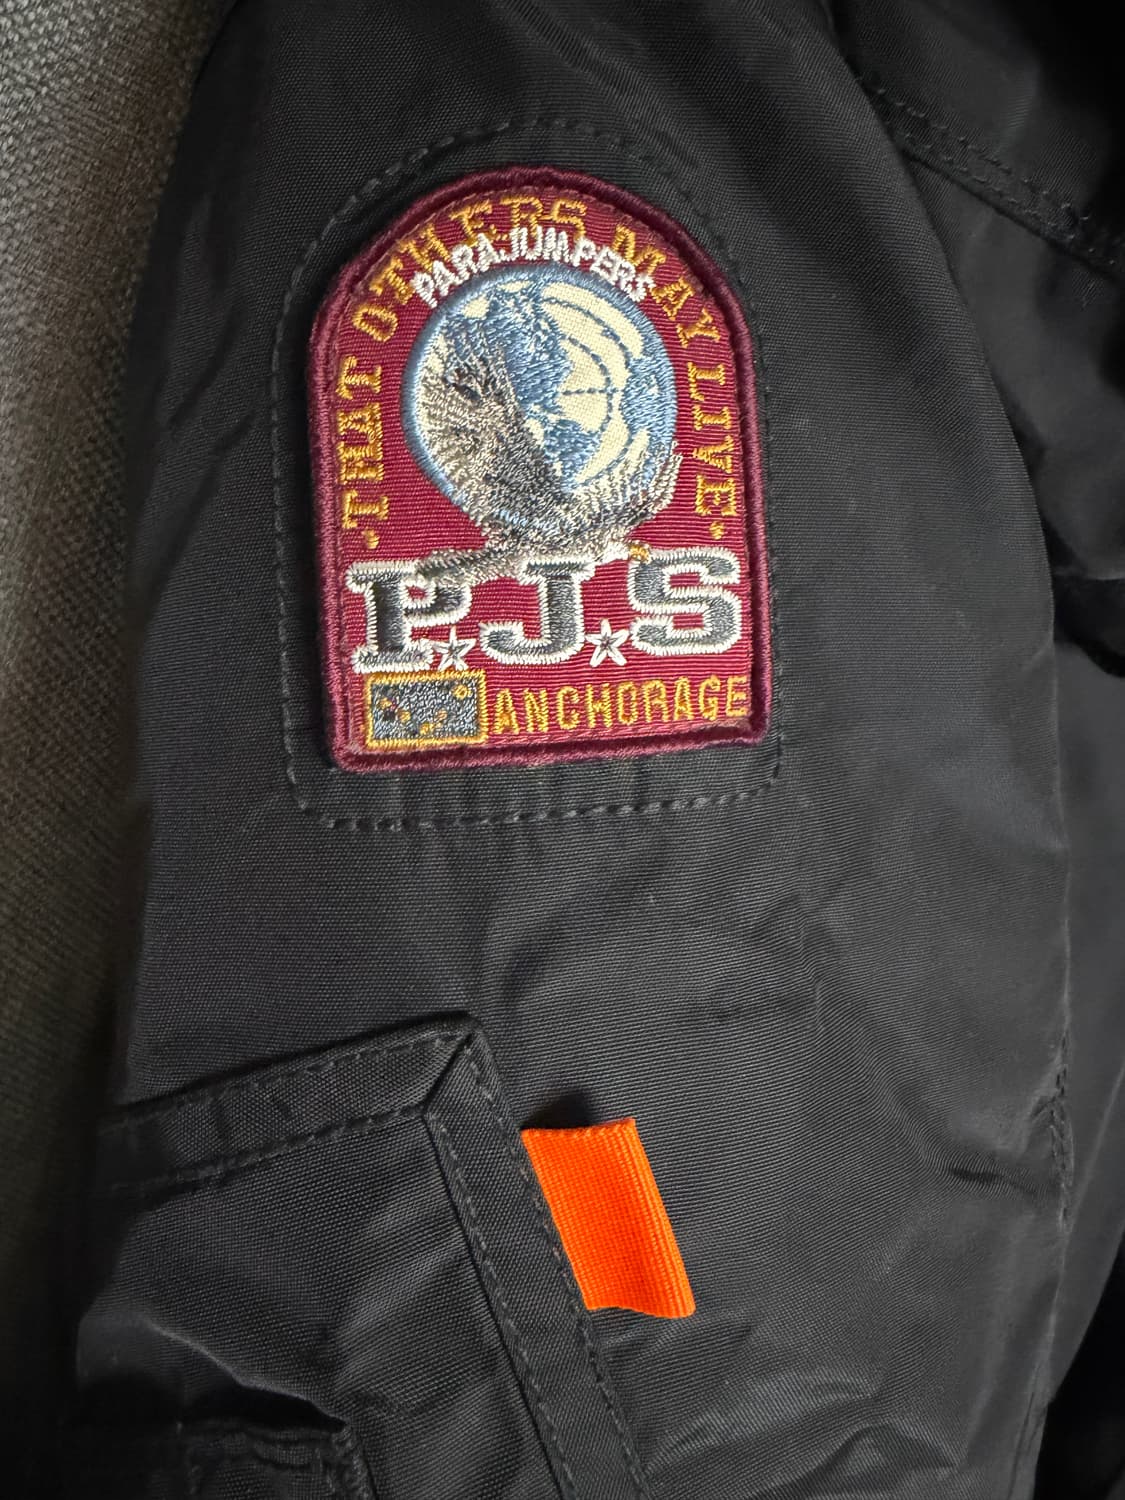 ·THAT OTHERS MAY LIVE·
PARAJUMPERS
P.J.S
ANCHORAGE